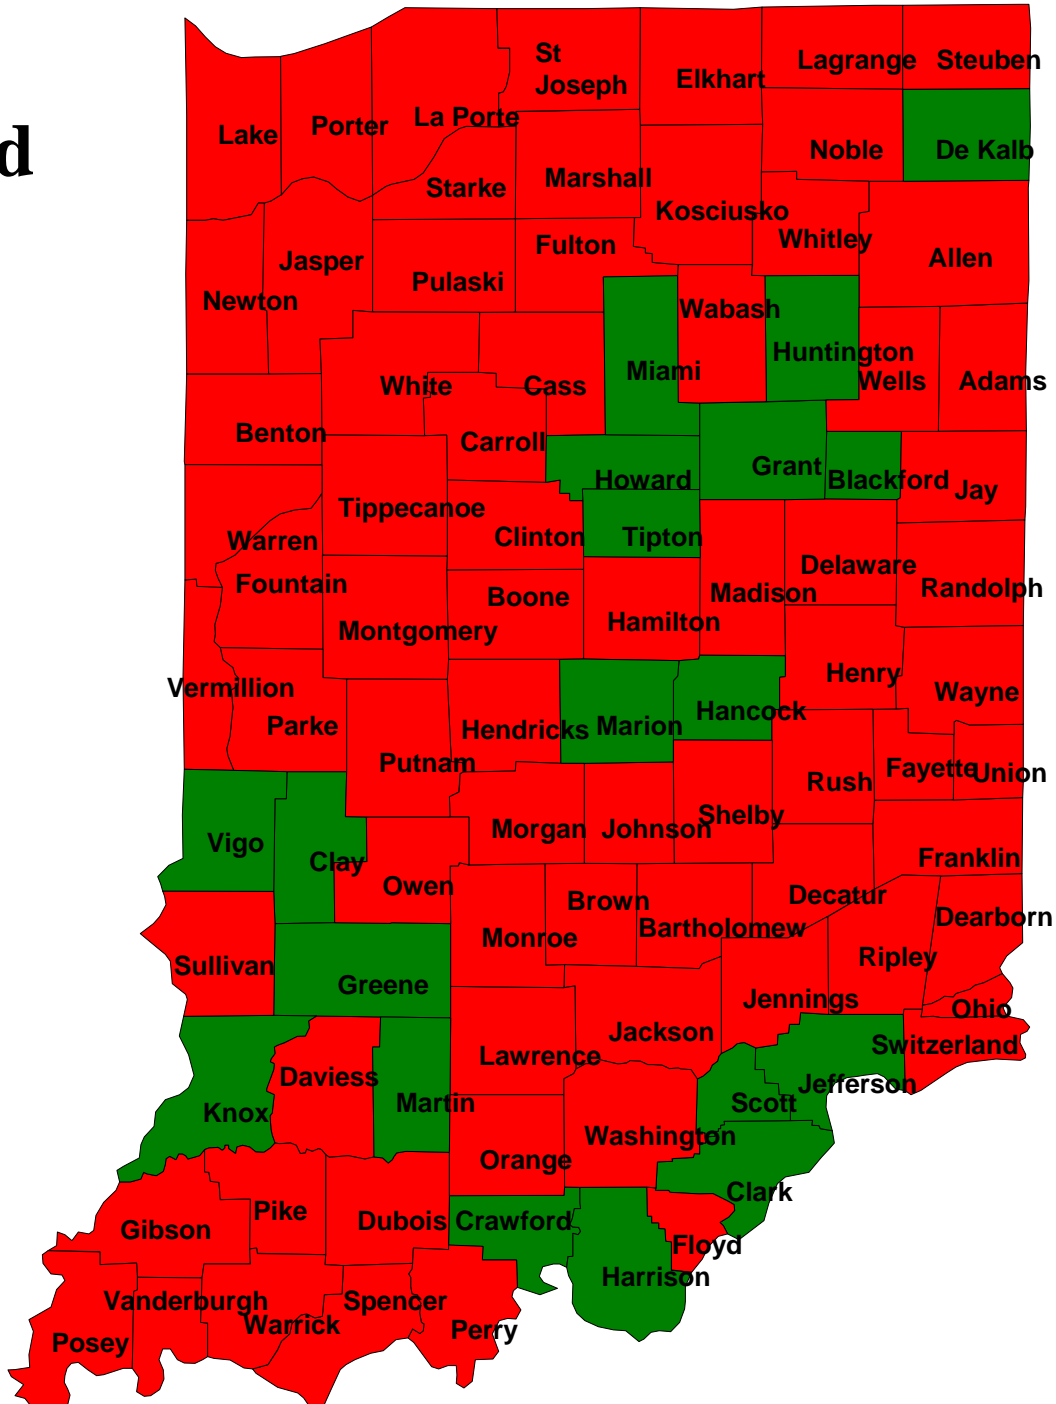 d
St
Joseph
Elkhart
Lagrange
Steuben
Lake
Porter
La Porte
Noble
De Kalb
Starke
Marshall
Kosciusko
Whitley
Allen
Newton
Jasper
Pulaski
Fulton
Wabash
Huntington
Wells
Adams
White
Cass
Miami
Benton
Carroll
Howard
Grant
Blackford
Jay
Tippecanoe
Clinton
Tipton
Warren
Fountain
Boone
Hamilton
Madison
Delaware
Randolph
Montgomery
Vermillion
Parke
Hendricks
Marion
Hancock
Henry
Wayne
Putnam
Rush
Fayette
Union
Vigo
Clay
Morgan
Johnson
Shelby
Franklin
Owen
Brown
Bartholomew
Decatur
Dearborn
Sullivan
Greene
Monroe
Ripley
Jennings
Ohio
Jackson
Switzerland
Lawrence
Daviess
Martin
Jefferson
Knox
Scott
Washington
Orange
Clark
Gibson
Pike
Dubois
Crawford
Floyd
Harrison
Vanderburgh
Warrick
Spencer
Perry
Posey